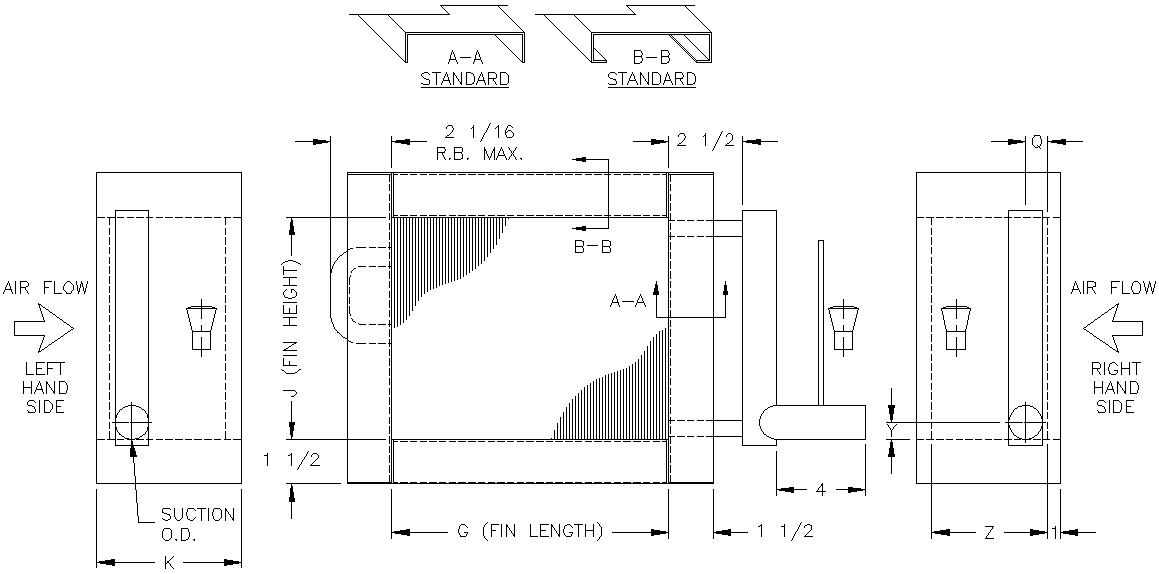 A-A
STANDARD
B-B
STANDARD
2 1/16
R.B. MAX.
2 1/2
Q
B-B
A-A
AIR FLOW
LEFT
HAND
SIDE
J (FIN HEIGHT)
AIR FLOW
RIGHT
HAND
SIDE
Y
1 1/2
4
SUCTION
O.D.
K
G (FIN LENGTH)
1 1/2
Z
1